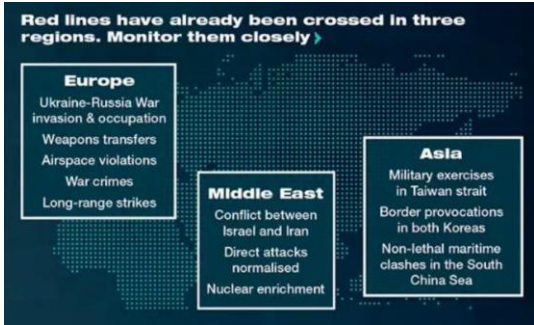 Red lines have already been crossed in three
regions. Monitor them closely >
Europe
Ukraine-Russia War
invasion & occupation
Weapons transfers
Airspace violations
War crimes
Long-range strikes
Middle East
Conflict between
Israel and Iran
Direct attacks
normalised
Nuclear enrichment
Asia
Military exercises
in Taiwan strait
Border provocations
in both Koreas
Non-lethal maritime
clashes in the South
China Sea